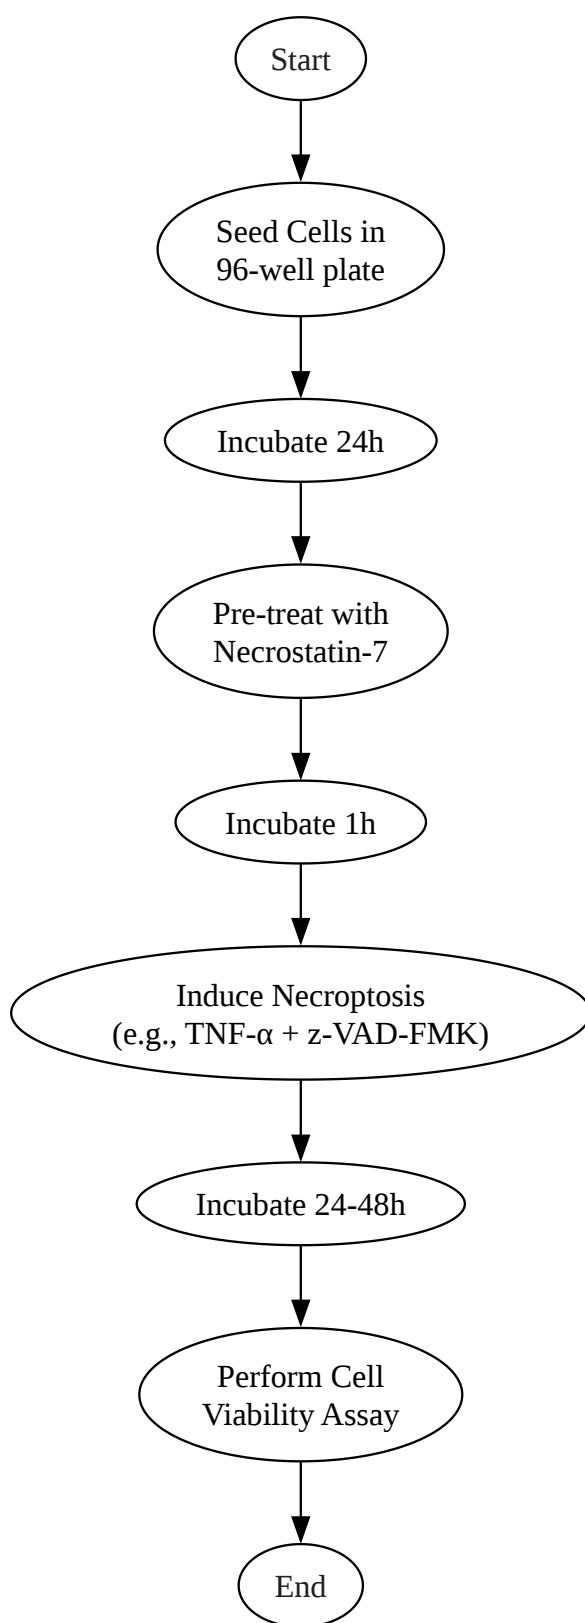 Start
Seed Cells in
96-well plate
Incubate 24h
Pre-treat with
Necrostatin-7
Incubate 1h
Induce Necroptosis
(e.g., TNF-α + z-VAD-FMK)
Incubate 24-48h
Perform Cell
Viability Assay
End